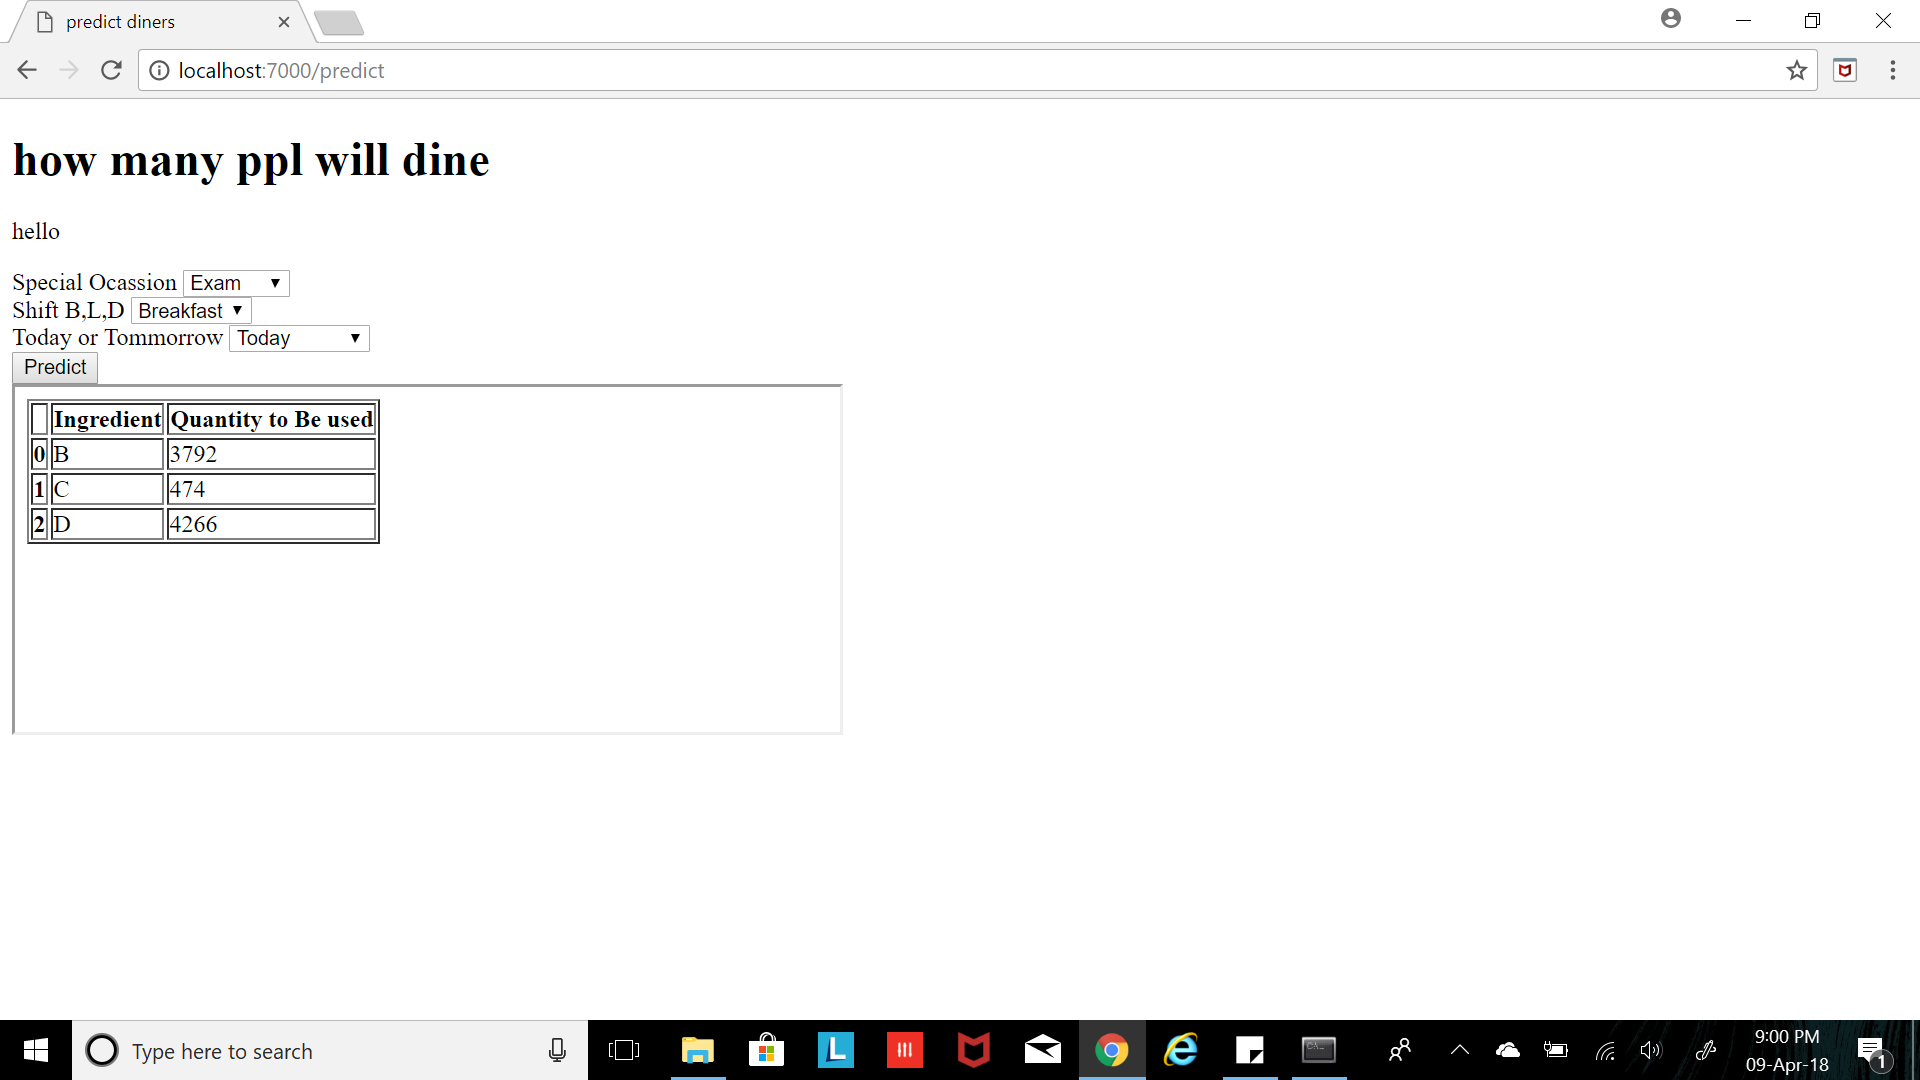 predict diners
localhost:7000/predict
how many ppl will dine
hello
Special Ocassion Exam
Shift B,L,D Breakfast
Today or Tommorrow Today
Predict
Ingredient Quantity to Be used
0 B 3792
1 C 474
2 D 4266
Type here to search
L
9:00 PM
09-Apr-18
1